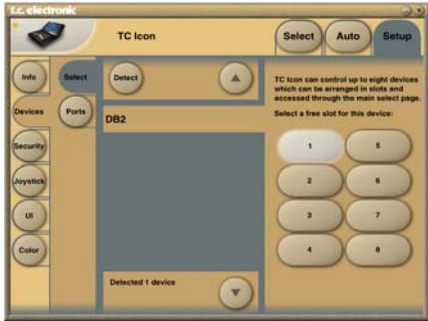 t.c. electronic
TC Icon
Select
Auto
Setup
Info
Devices
Security
Joystick
UI
Color
Select
Ports
Detect
DB2
Detected 1 device
TC Icon can control up to eight devices
which can be arranged in slots and
accessed through the main select page.
Select a free slot for this device:
1
5
2
6
3
7
4
8